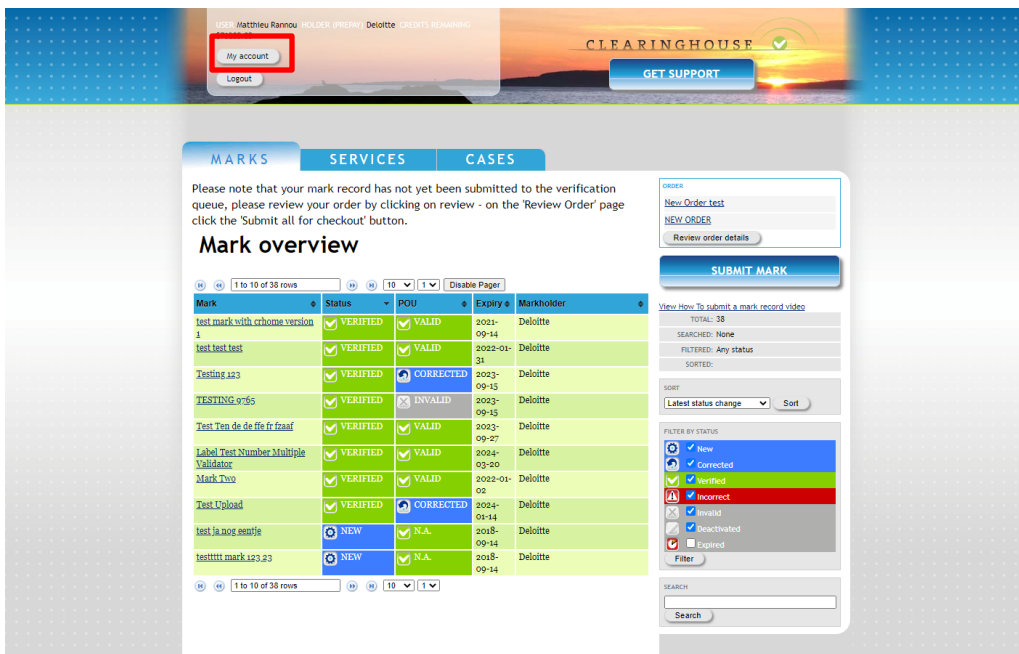 USER Matthieu Rannou HOLDER (PREPAY) Deloitte CREDITS REMAINING
My account
Logout
CLEARINGHOUSE
GET SUPPORT
MARKS SERVICES CASES
Please note that your mark record has not yet been submitted to the verification
queue, please review your order by clicking on review - on the 'Review Order' page
click the 'Submit all for checkout' button.
Mark overview
1 to 10 of 38 rows 10 1 Disable Pager
Mark Status POU Expiry Markholder
test mark with crhome version VERIFIED VALID 2021- Deloitte
1 09-14
test test test VERIFIED VALID 2022-01- Deloitte
31
Testing 123 VERIFIED CORRECTED 2023- Deloitte
09-15
TESTING 9765 VERIFIED INVALID 2023- Deloitte
09-15
Test Ten de de ffe fr fzaaf VERIFIED VALID 2023- Deloitte
09-27
Label Test Number Multiple VERIFIED VALID 2024- Deloitte
Validator 03-20
Mark Two VERIFIED VALID 2022-01- Deloitte
02
Test Upload VERIFIED CORRECTED 2024- Deloitte
01-14
test ja nog eentje NEW N.A. 2018- Deloitte
09-14
testtttt mark 123 23 NEW N.A. 2018- Deloitte
09-14
1 to 10 of 38 rows 10 1
ORDER
New Order test
NEW ORDER
Review order details
SUBMIT MARK
View How To submit a mark record video
TOTAL: 38
SEARCHED: None
FILTERED: Any status
SORTED:
SORT
Latest status change Sort
FILTER BY STATUS
New
Corrected
Verified
Incorrect
Invalid
Deactivated
Expired
Filter
SEARCH
Search